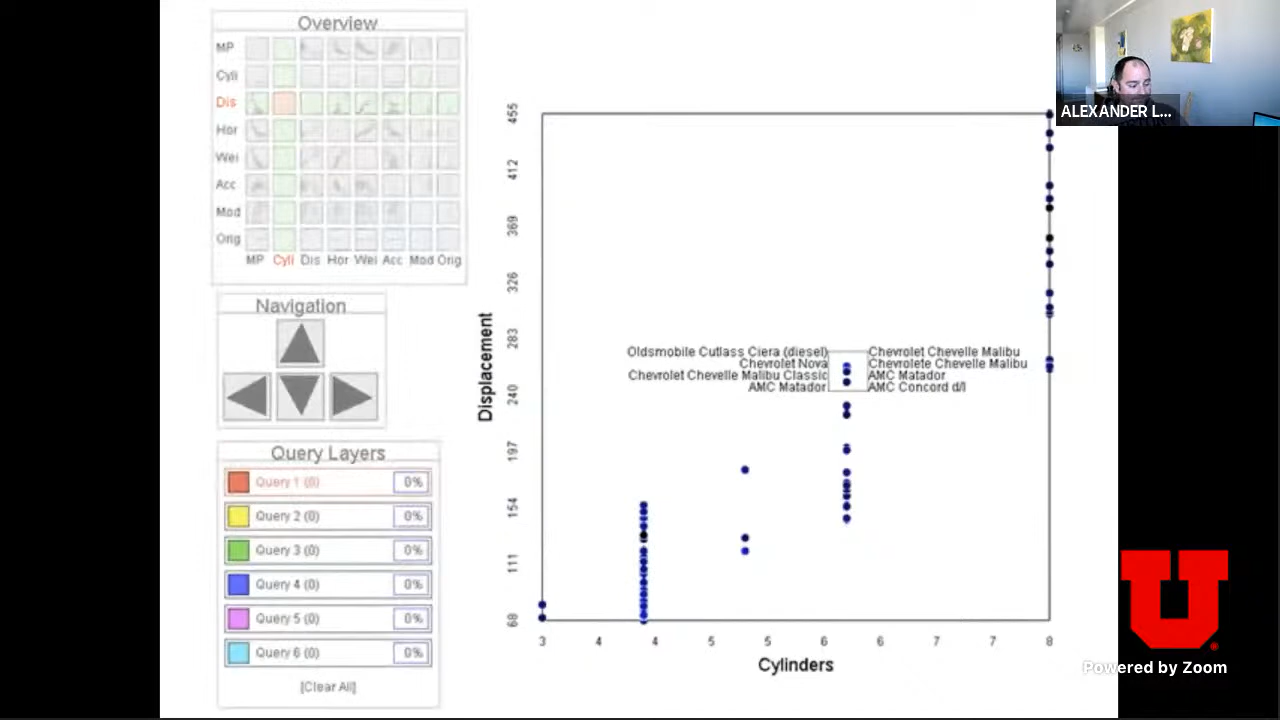 Overview
MP
Cyli
Dis
Hor
Wei
Acc
Mod
Orig
MP Cyli Dis Hor Wei Acc Mod Orig
Navigation
Query Layers
Query 1 (0) 0%
Query 2 (0) 0%
Query 3 (0) 0%
Query 4 (0) 0%
Query 5 (0) 0%
Query 6 (0) 0%
[Clear All]
Displacement
455
412
369
326
283
240
197
154
111
68
Oldsmobile Cutlass Ciera (diesel) Chevrolet Chevelle Malibu
Chevrolet Nova Chevrolete Chevelle Malibu
Chevrolet Chevelle Malibu Classic AMC Matador
AMC Matador AMC Concord d/l
3 4 4 5 5 6 6 7 7 8
Cylinders
ALEXANDER L...
U
Powered by Zoom